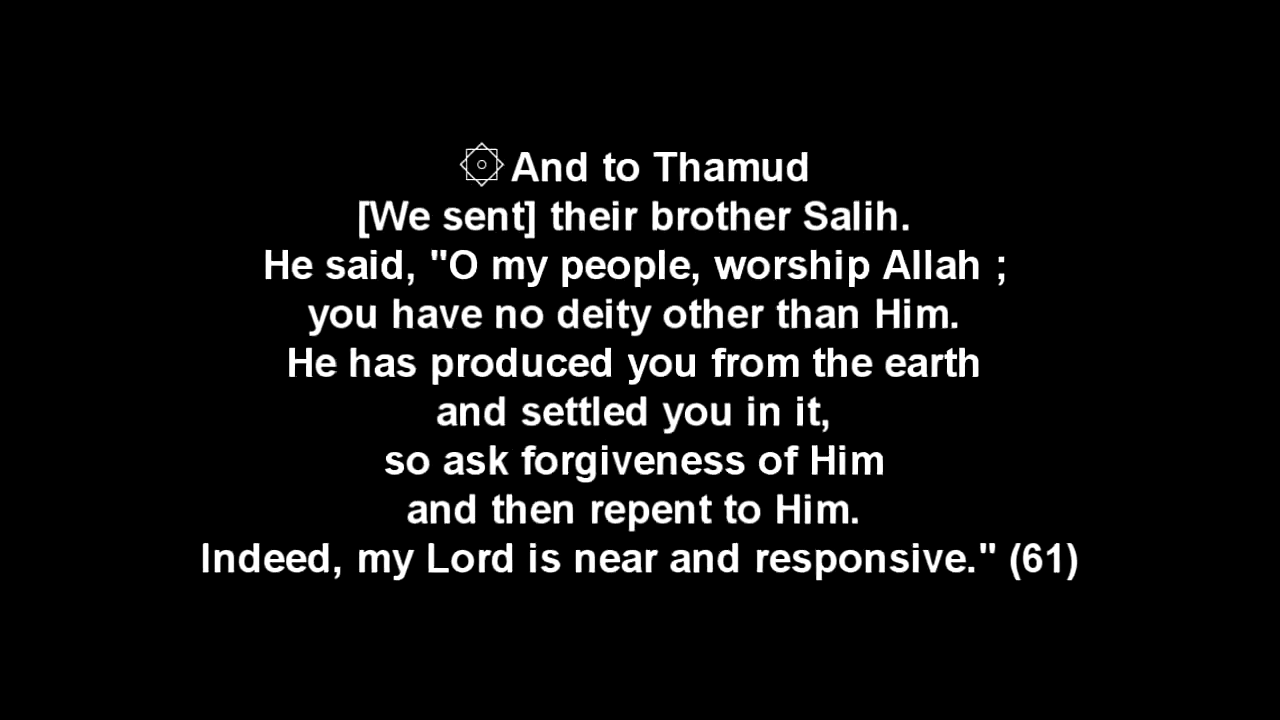 ۞ And to Thamud
[We sent] their brother Salih.
He said, "O my people, worship Allah ;
you have no deity other than Him.
He has produced you from the earth
and settled you in it,
so ask forgiveness of Him
and then repent to Him.
Indeed, my Lord is near and responsive." (61)